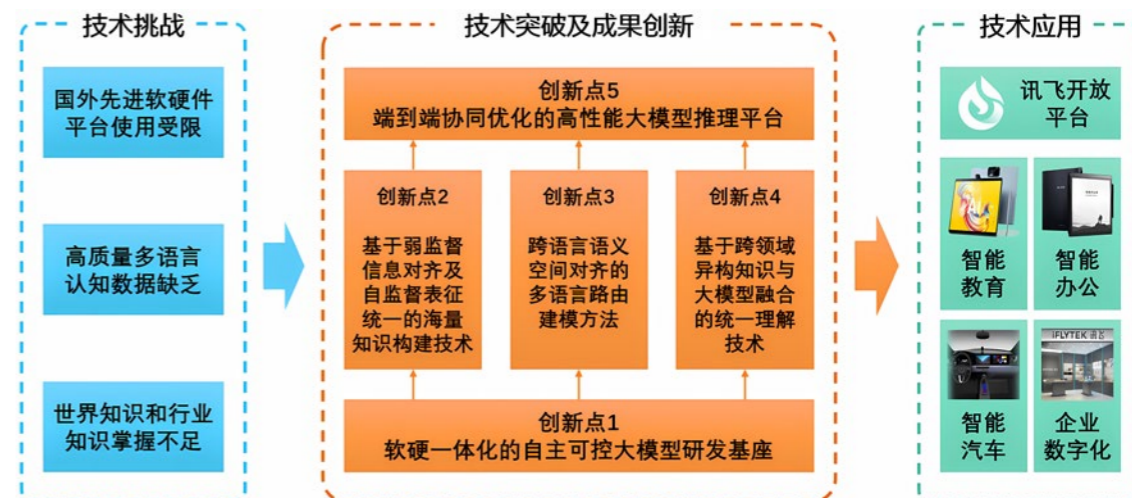 技术挑战
国外先进软硬件
平台使用受限
高质量多语言
认知数据缺乏
世界知识和行业
知识掌握不足
技术突破及成果创新
创新点5
端到端协同优化的高性能大模型推理平台
创新点2
基于弱监督
信息对齐及
自监督表征
统一的海量
知识构建技术
创新点3
跨语言语义
空间对齐的
多语言路由
建模方法
创新点4
基于跨领域
异构知识与
大模型融合
的统一理解
技术
创新点1
软硬一体化的自主可控大模型研发基座
技术应用
讯飞开放
平台
智能
教育
智能
办公
智能
汽车
iFLYTEK
企业
数字化